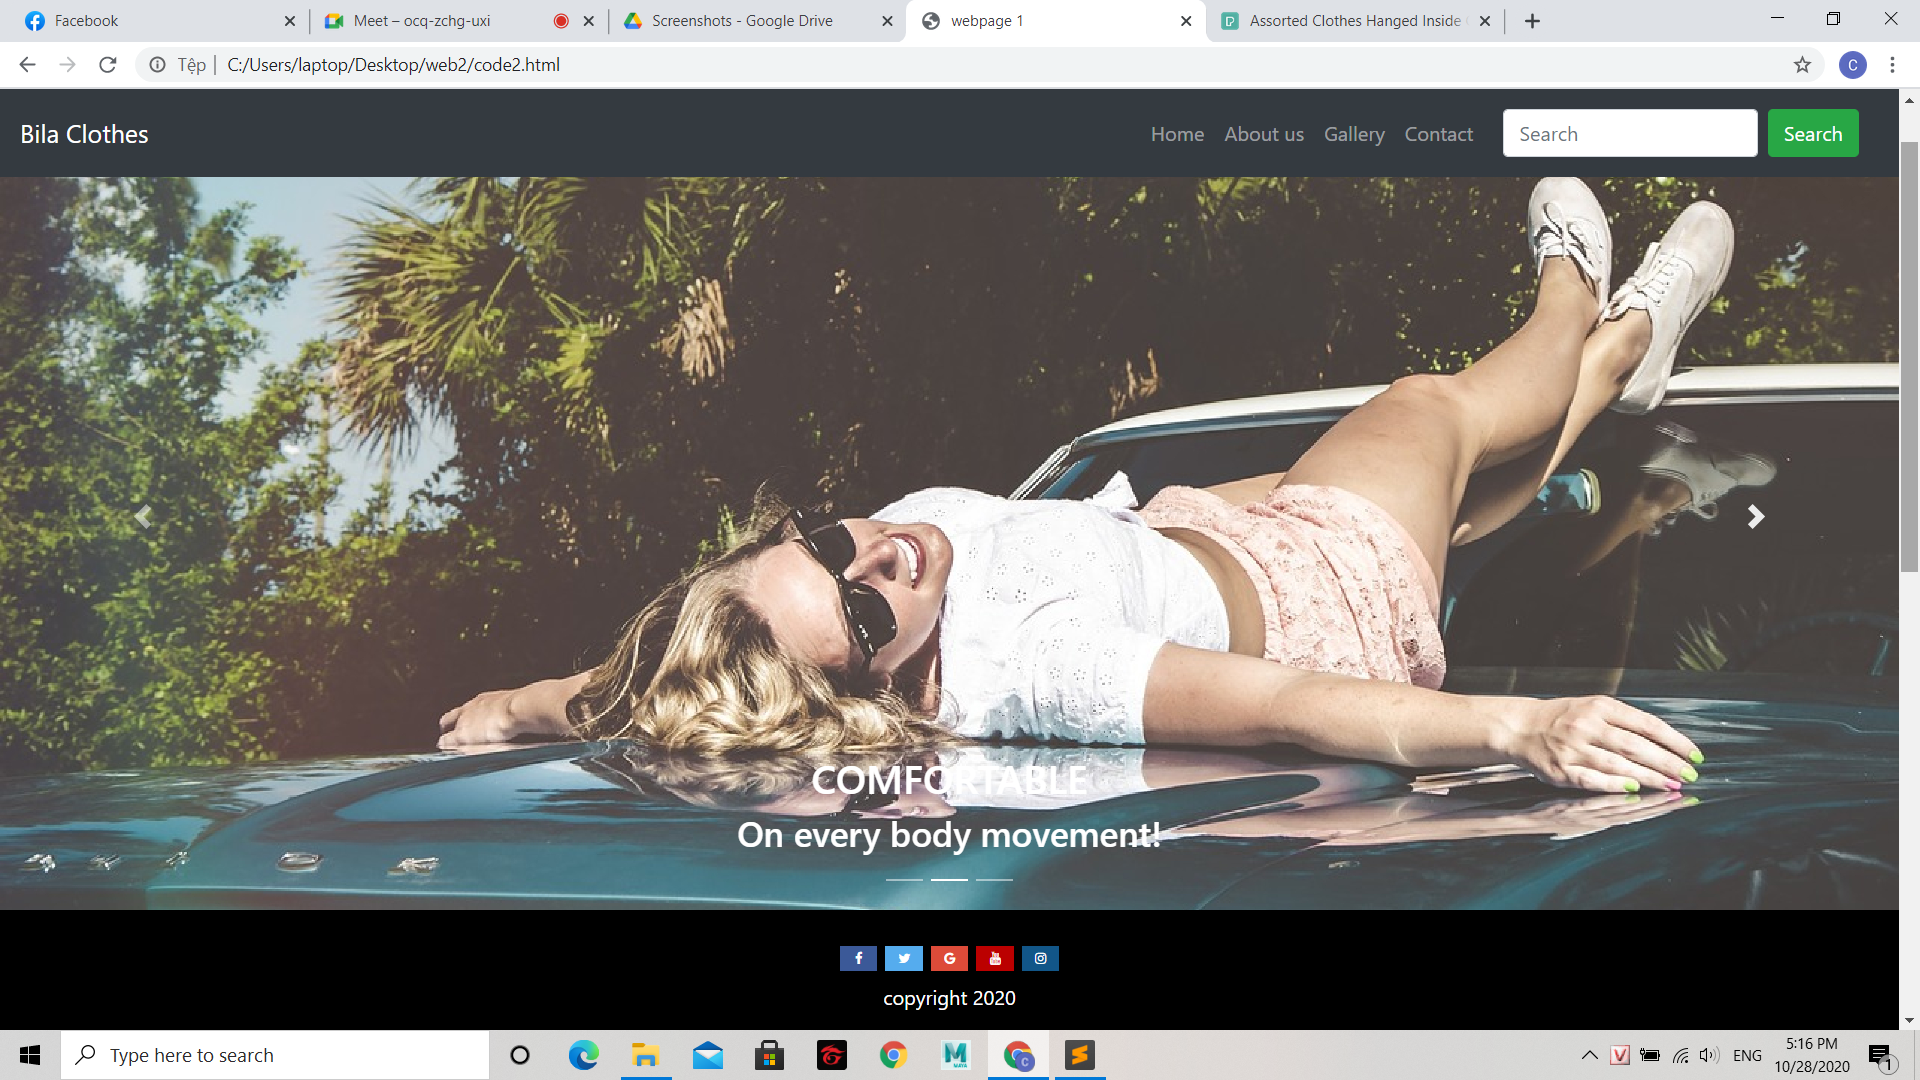 Facebook
Meet – ocq-zchg-uxi
Screenshots - Google Drive
webpage 1
Assorted Clothes Hanged Inside
Tệp
C:/Users/laptop/Desktop/web2/code2.html
C
Bila Clothes
Home
About us
Gallery
Contact
Search
Search
COMFORTABLE
On every body movement!
copyright 2020
Type here to search
ENG
5:16 PM
10/28/2020
1